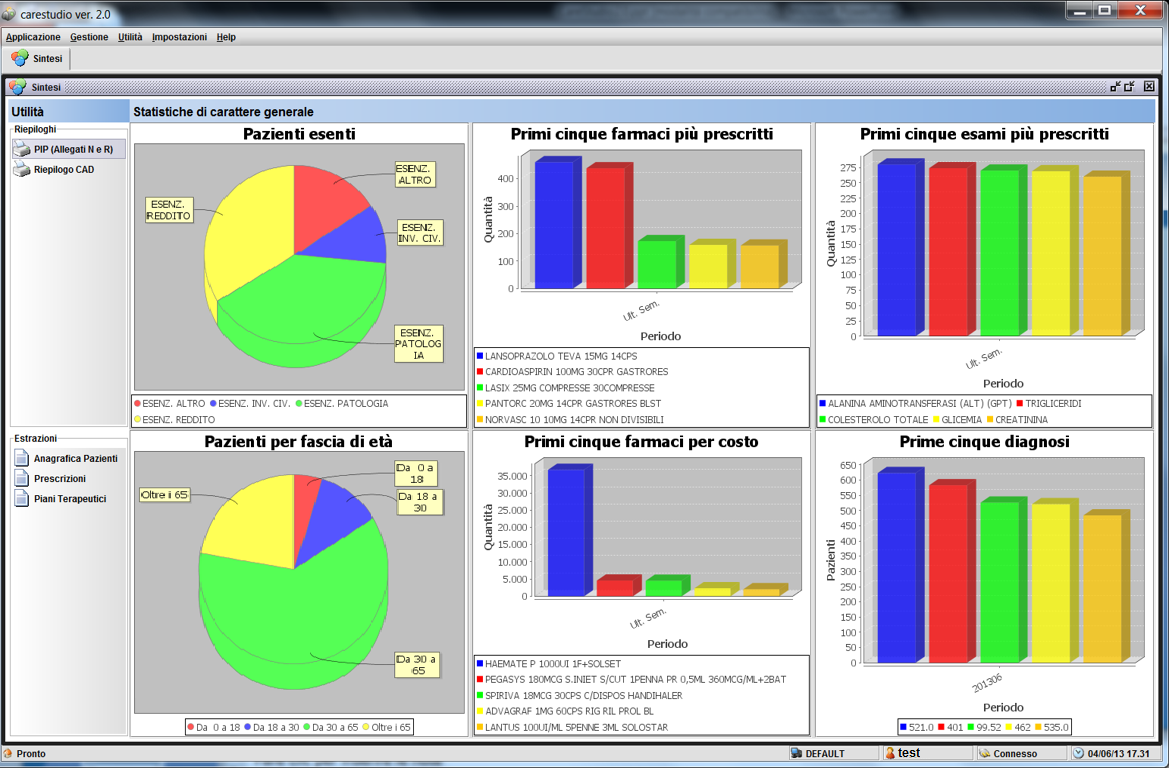 carestudio ver. 2.0
Applicazione Gestione Utilità Impostazioni Help
Sintesi
Sintesi
Utilità
Riepiloghi
PIP (Allegati N e R)
Riepilogo CAD
Estrazioni
Anagrafica Pazienti
Prescrizioni
Piani Terapeutici
Statistiche di carattere generale
Pazienti esenti
ESENZ.
ALTRO
ESENZ.
REDDITO
ESENZ.
INV. CIV.
ESENZ.
PATOLOG
IA
ESENZ. ALTRO ESENZ. INV. CIV. ESENZ. PATOLOGIA
ESENZ. REDDITO
Primi cinque farmaci più prescritti
Quantità
400
300
200
100
0
Ult. Sem.
Periodo
LANSOPRAZOLO TEVA 15MG 14CPS
CARDIOASPIRIN 100MG 30CPR GASTRORES
LASIX 25MG COMPRESSE 30COMPRESSE
PANTORC 20MG 14CPR GASTRORES BLST
NORVASC 10 10MG 14CPR NON DIVISIBILI
Primi cinque esami più prescritti
Quantità
275
250
225
200
175
150
125
100
75
50
25
0
Ult. Sem.
Periodo
ALANINA AMINOTRANSFERASI (ALT) (GPT) TRIGLICERIDI
COLESTEROLO TOTALE GLICEMIA CREATININA
Pazienti per fascia di età
Da 0 a
18
Oltre i 65
Da 18 a
30
Da 30 a
65
Da 0 a 18 Da 18 a 30 Da 30 a 65 Oltre i 65
Primi cinque farmaci per costo
Quantità
35.000
30.000
25.000
20.000
15.000
10.000
5.000
0
Ult. Sem.
Periodo
HAEMATE P 1000UI 1F+SOLSET
PEGASYS 180MCG S.INIET S/CUT 1PENNA PR 0,5ML 360MCG/ML+2BAT
SPIRIVA 18MCG 30CPS C/DISPOS HANDIHALER
ADVAGRAF 1MG 60CPS RIG RIL PROL BL
LANTUS 100UI/ML 5PENNE 3ML SOLOSTAR
Prime cinque diagnosi
Pazienti
650
600
550
500
450
400
350
300
250
200
150
100
50
0
201306
Periodo
521.0 401 99.52 462 535.0
Pronto
DEFAULT
test
Connesso
04/06/13 17.31